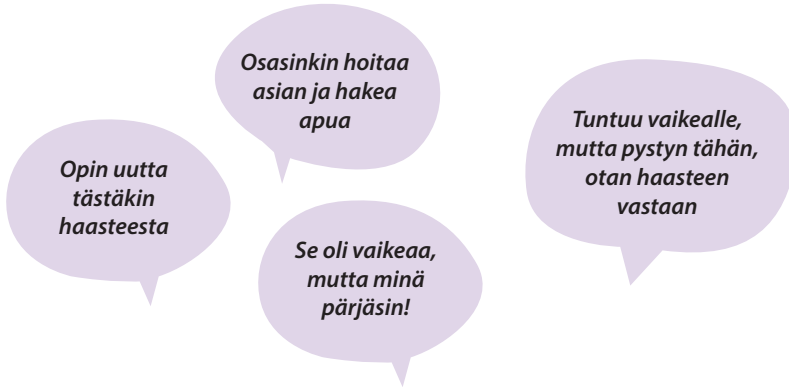 Osasinkin hoitaa
asian ja hakea
apua
Tuntuu vaikealle,
mutta pystyn tähän,
otan haasteen
vastaan
Opin uutta
tästäkin
haasteesta
Se oli vaikeaa,
mutta minä
pärjäsin!